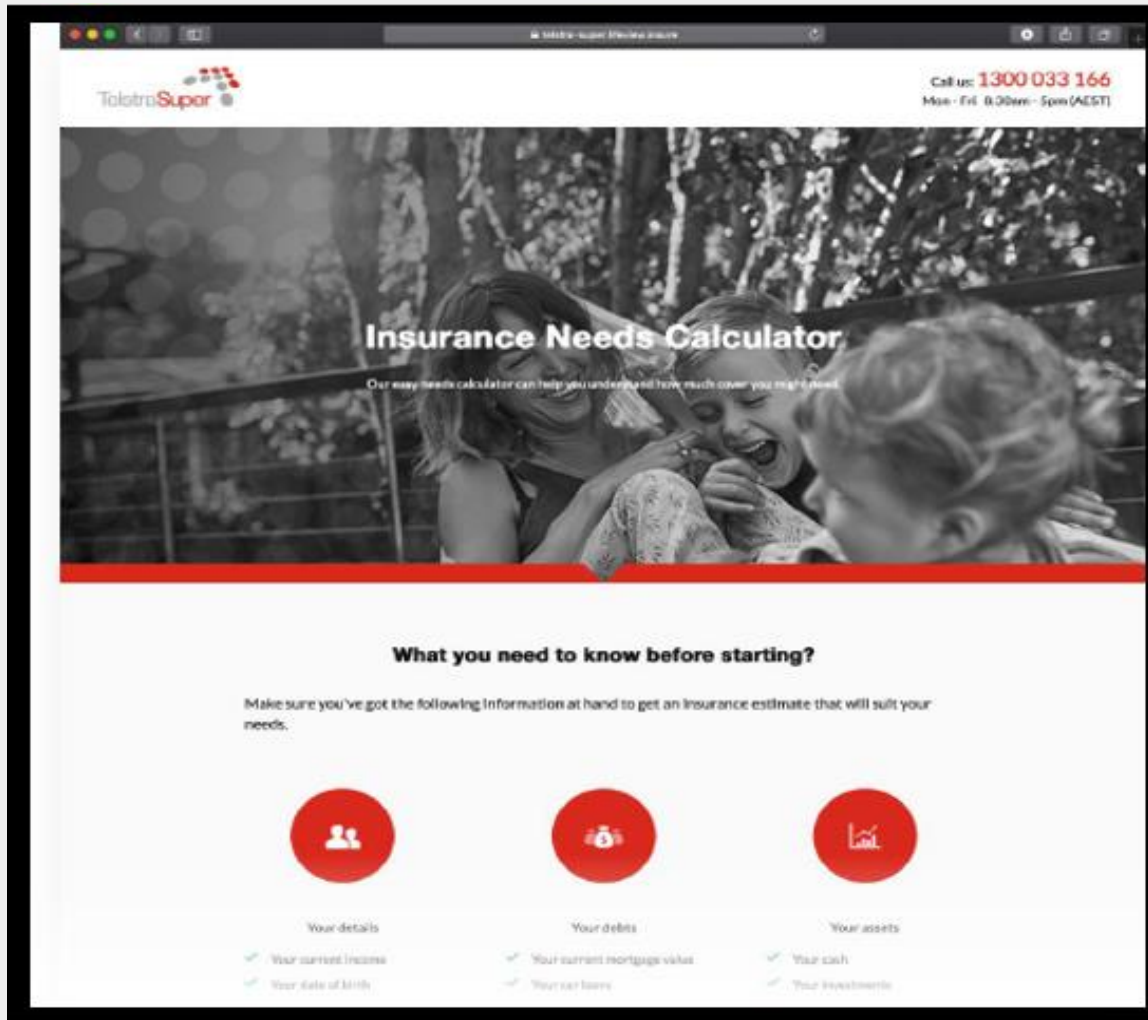 telstra-super.lifeview.insure
TelstraSuper
Call us: 1300 033 166
Mon - Fri 8:30am - 5pm (AEST)
Insurance Needs Calculator
Our easy needs calculator can help you understand how much cover you might need.
What you need to know before starting?
Make sure you've got the following information at hand to get an insurance estimate that will suit your
needs.
Your details
Your debts
Your assets
Your current income
Your current mortgage value
Your cash
Your date of birth
Your car loans
Your investments